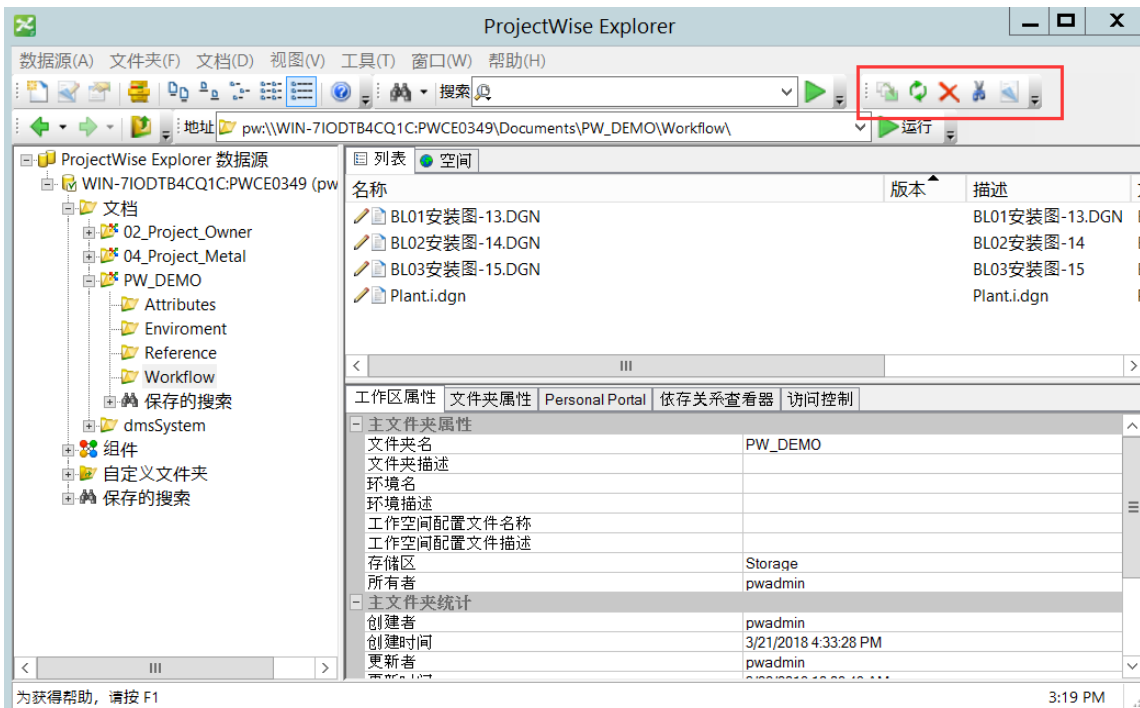 ProjectWise Explorer
数据源(A) 文件夹(F) 文档(D) 视图(V) 工具(T) 窗口(W) 帮助(H)
搜索
地址 pw:\\WIN-7IODTB4CQ1C:PWCE0349\Documents\PW_DEMO\Workflow\ 运行
ProjectWise Explorer 数据源
WIN-7IODTB4CQ1C:PWCE0349 (pw
文档
02_Project_Owner
04_Project_Metal
PW_DEMO
Attributes
Enviroment
Reference
Workflow
保存的搜索
dmsSystem
组件
自定义文件夹
保存的搜索
列表 空间
名称 版本 描述
BL01安装图-13.DGN BL01安装图-13.DGN
BL02安装图-14.DGN BL02安装图-14
BL03安装图-15.DGN BL03安装图-15
Plant.i.dgn Plant.i.dgn
工作区属性 文件夹属性 Personal Portal 依存关系查看器 访问控制
主文件夹属性
文件夹名 PW_DEMO
文件夹描述
环境名
环境描述
工作空间配置文件名称
工作空间配置文件描述
存储区 Storage
所有者 pwadmin
主文件夹统计
创建者 pwadmin
创建时间 3/21/2018 4:33:28 PM
更新者 pwadmin
为获得帮助，请按 F1 3:19 PM